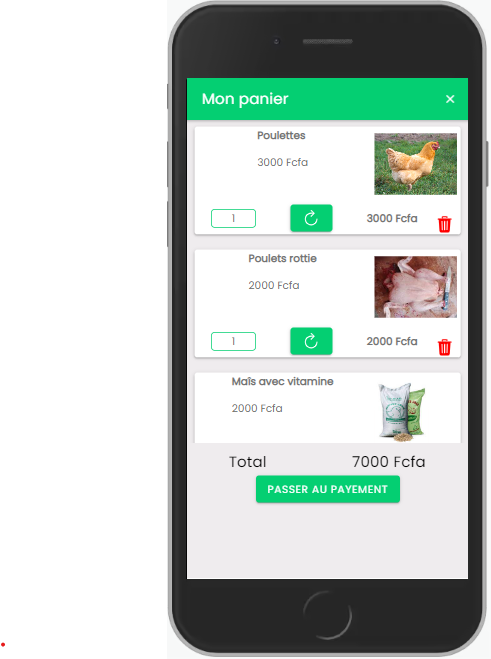 Mon panier ×
Poulettes
3000 Fcfa
1 3000 Fcfa
Poulets rottie
2000 Fcfa
1 2000 Fcfa
Maïs avec vitamine
2000 Fcfa
Total 7000 Fcfa
PASSER AU PAYEMENT